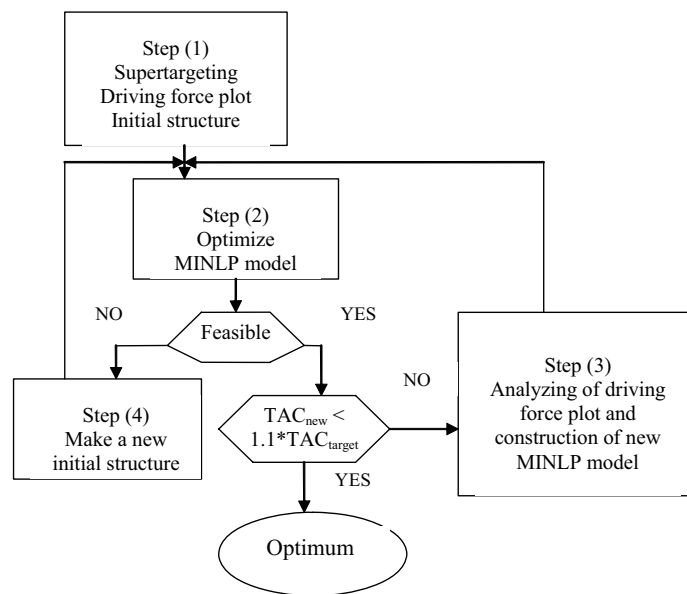 Step (1)
Supertargeting
Driving force plot
Initial structure
Step (2)
Optimize
MINLP model
NO
Feasible
YES
Step (4)
Make a new
initial structure
TACnew <
1.1*TACtarget
NO
Step (3)
Analyzing of driving
force plot and
construction of new
MINLP model
YES
Optimum